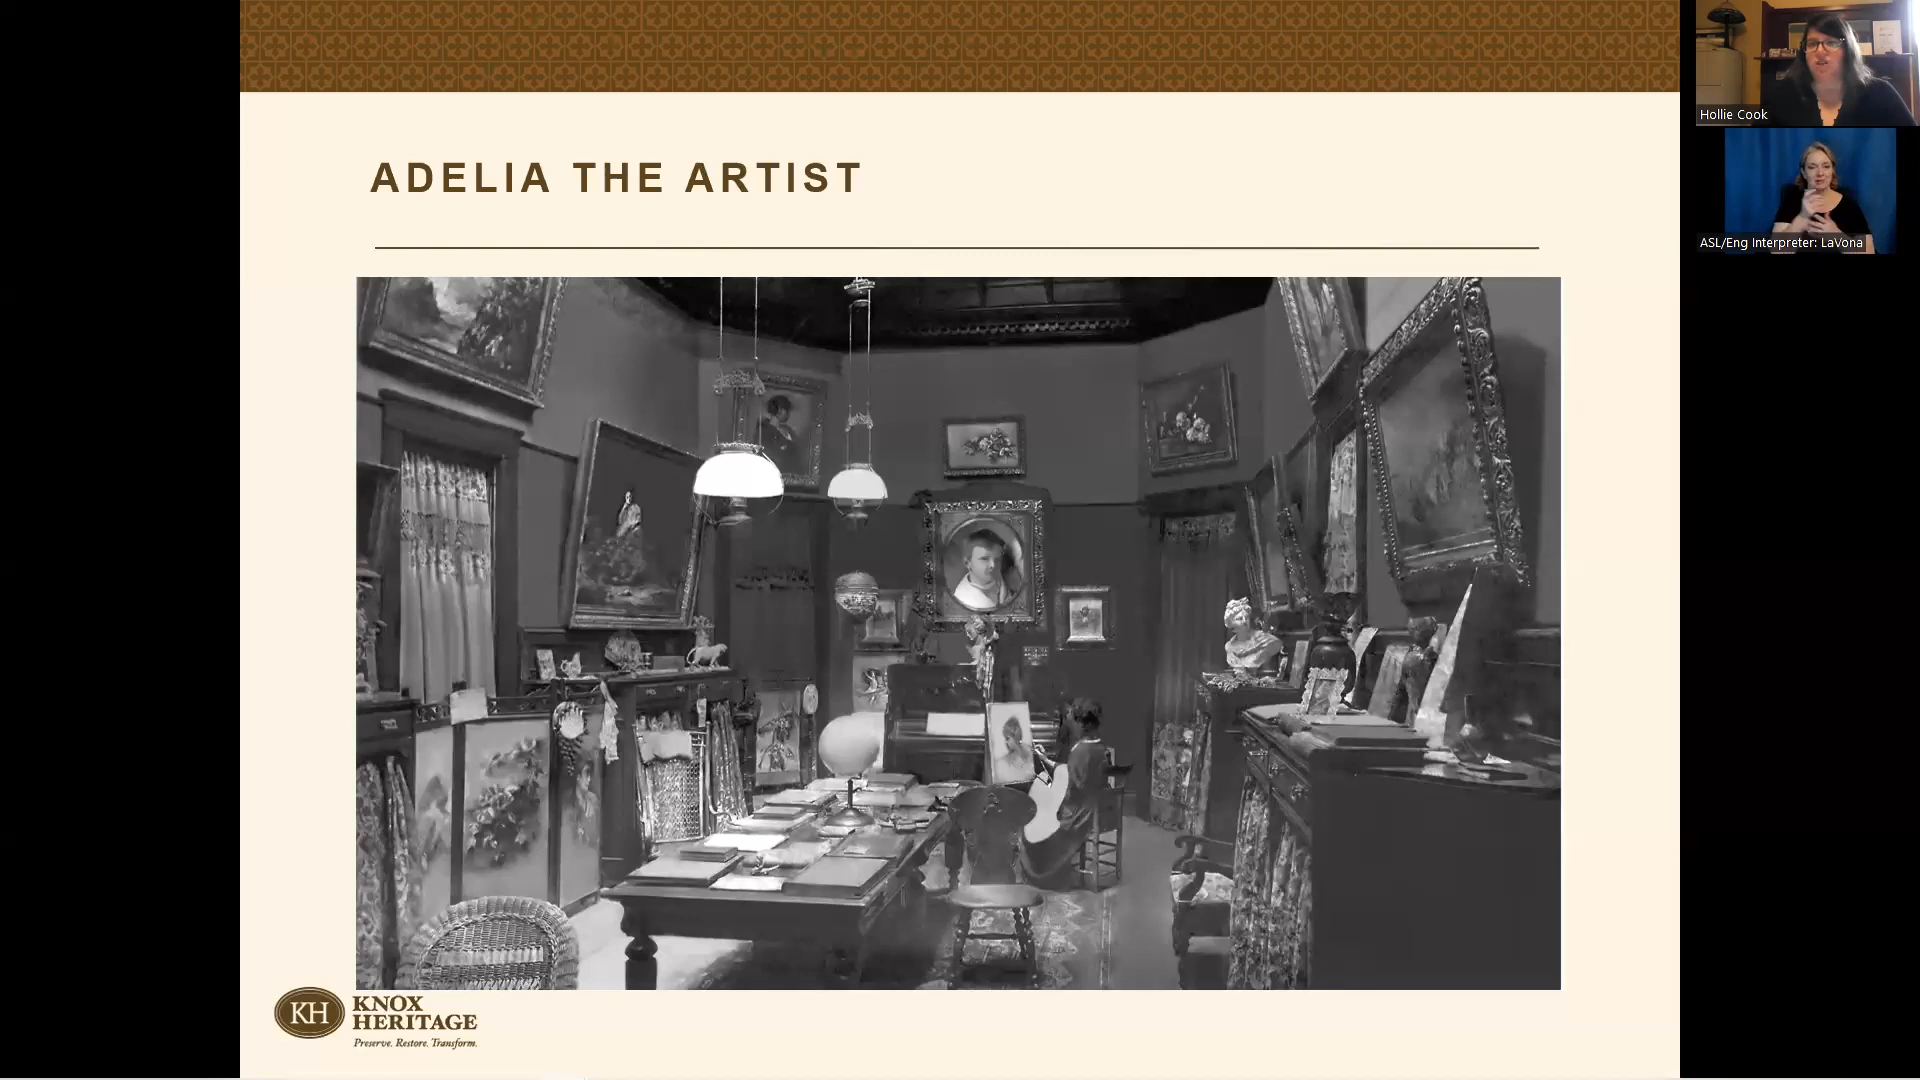 ADELIA THE ARTIST
Hollie Cook
ASL/Eng Interpreter: LaVona
KH
KNOX
HERITAGE
Preserve. Restore. Transform.